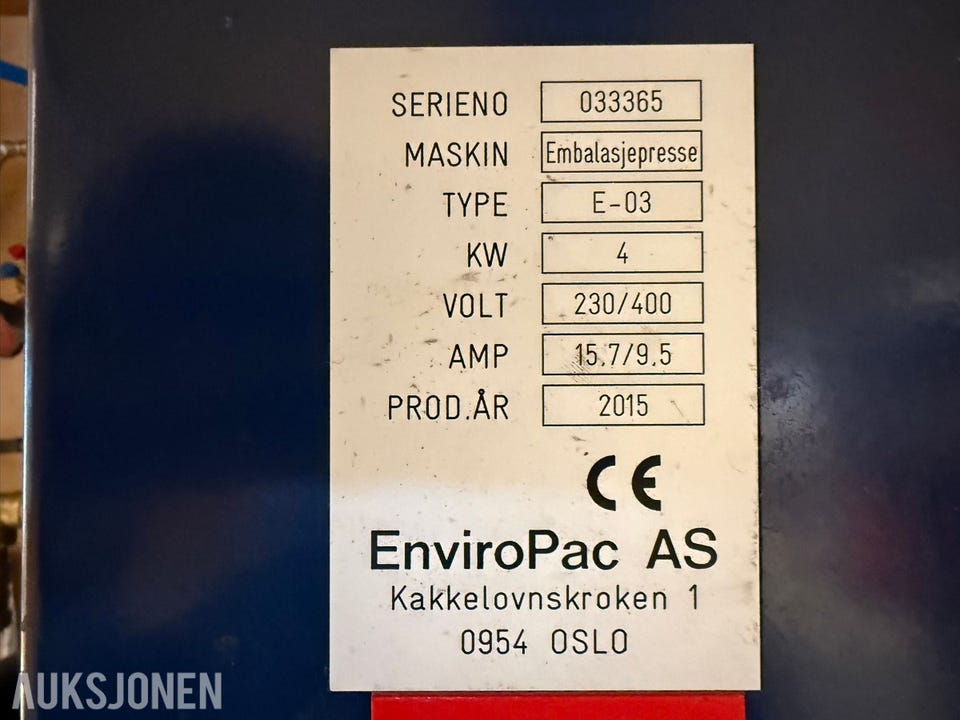 SERIENO 033365
MASKIN Embalasjepresse
TYPE E-03
KW 4
VOLT 230/400
AMP 15,7/9,5
PROD.ÅR 2015
CE
EnviroPac AS
Kakkelovnskroken 1
0954 OSLO
AUKSJONEN